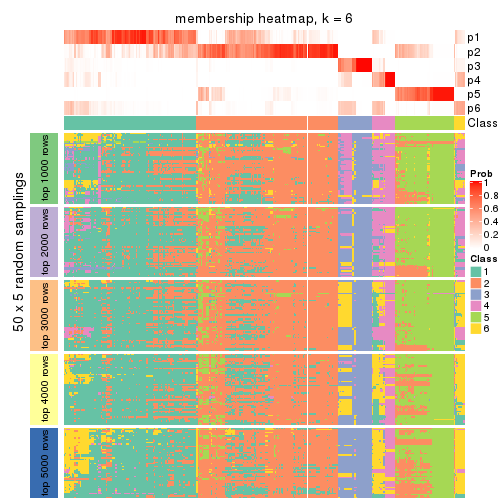 membership heatmap, k = 6
p1
p2
p3
p4
p5
p6
Class
50 x 5 random samplings
top 1000 rows
top 2000 rows
top 3000 rows
top 4000 rows
top 5000 rows
Prob
1
0.8
0.6
0.4
0.2
0
Class
1
2
3
4
5
6